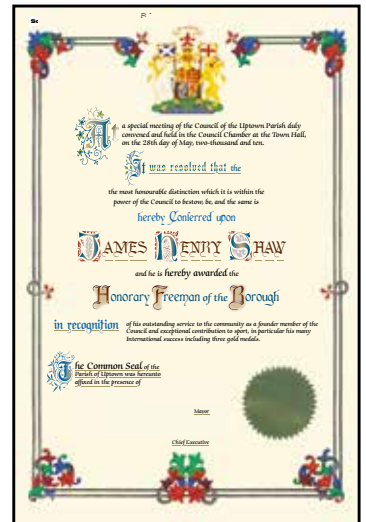 At a special meeting of the Council of the Uptown Parish duly
convened and held in the Council Chamber at the Town Hall,
on the 28th day of May, two-thousand and ten.
It was resolved that the
the most honourable distinction which it is within the
power of the Council to bestow, be, and the same is
hereby Conferred upon
JAMES HENRY SHAW
and he is hereby awarded the
Honorary Freeman of the Borough
in recognition of his outstanding service to the community as a founder member of the
Council and exceptional contribution to sport, in particular his many
International success including three gold medals.
The Common Seal of the
Parish of Uptown was hereunto
affixed in the presence of
Mayor
Chief Executive